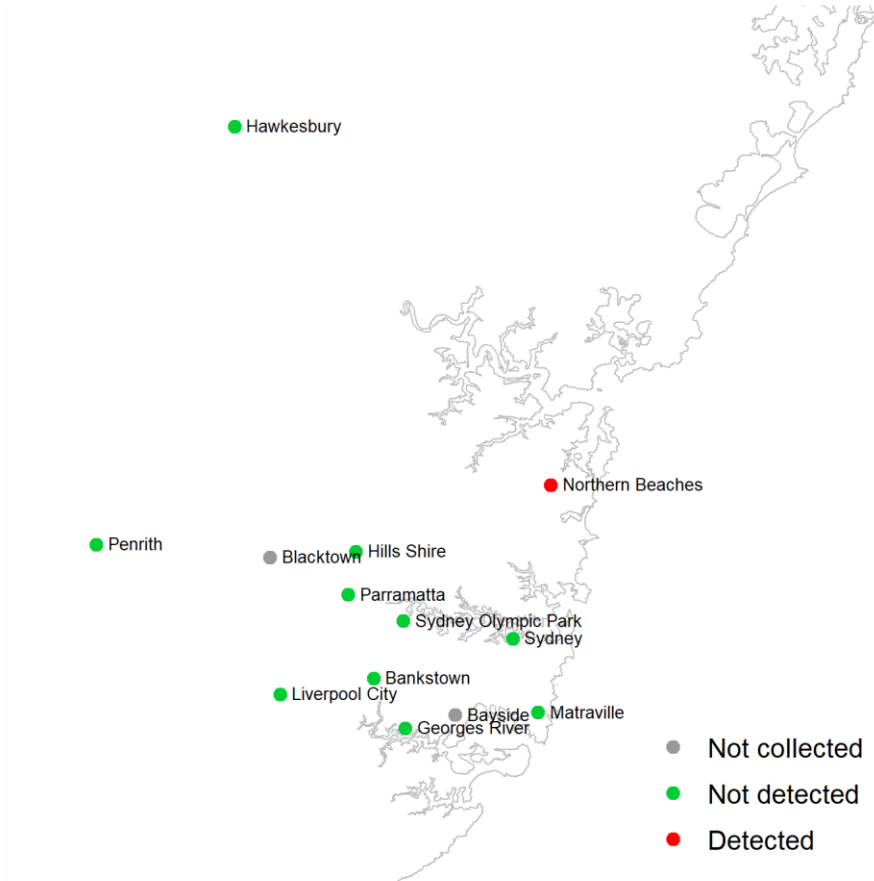 Hawkesbury
Northern Beaches
Penrith
Blacktown
Hills Shire
Parramatta
Sydney Olympic Park
Sydney
Bankstown
Liverpool City
Bayside
Matraville
Georges River
Not collected
Not detected
Detected